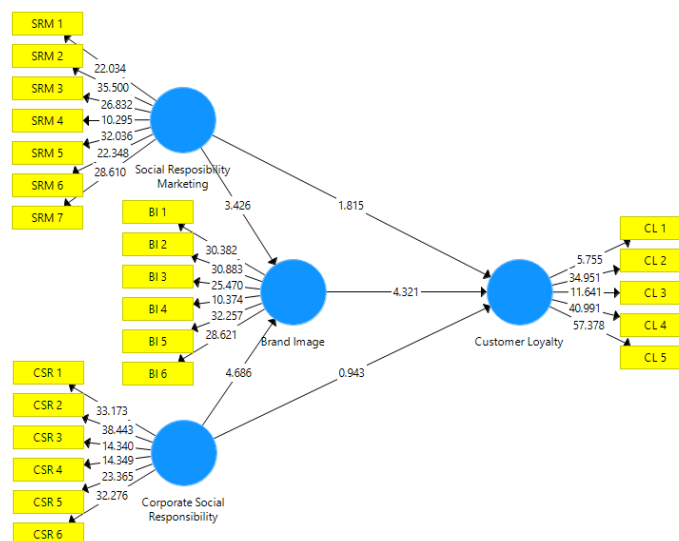 SRM 1
SRM 2
SRM 3
SRM 4
SRM 5
SRM 6
SRM 7
22.034
35.500
26.832
10.295
32.036
22.348
28.610
Social Resposibility
Marketing
3.426
1.815
BI 1
BI 2
BI 3
BI 4
BI 5
BI 6
30.382
30.883
25.470
10.374
32.257
28.621
Brand Image
4.321
CL 1
CL 2
CL 3
CL 4
CL 5
5.755
34.951
11.641
40.991
57.378
Customer Loyalty
4.686
0.943
CSR 1
CSR 2
CSR 3
CSR 4
CSR 5
CSR 6
33.173
38.443
14.340
14.349
23.365
32.276
Corporate Social
Responsibility